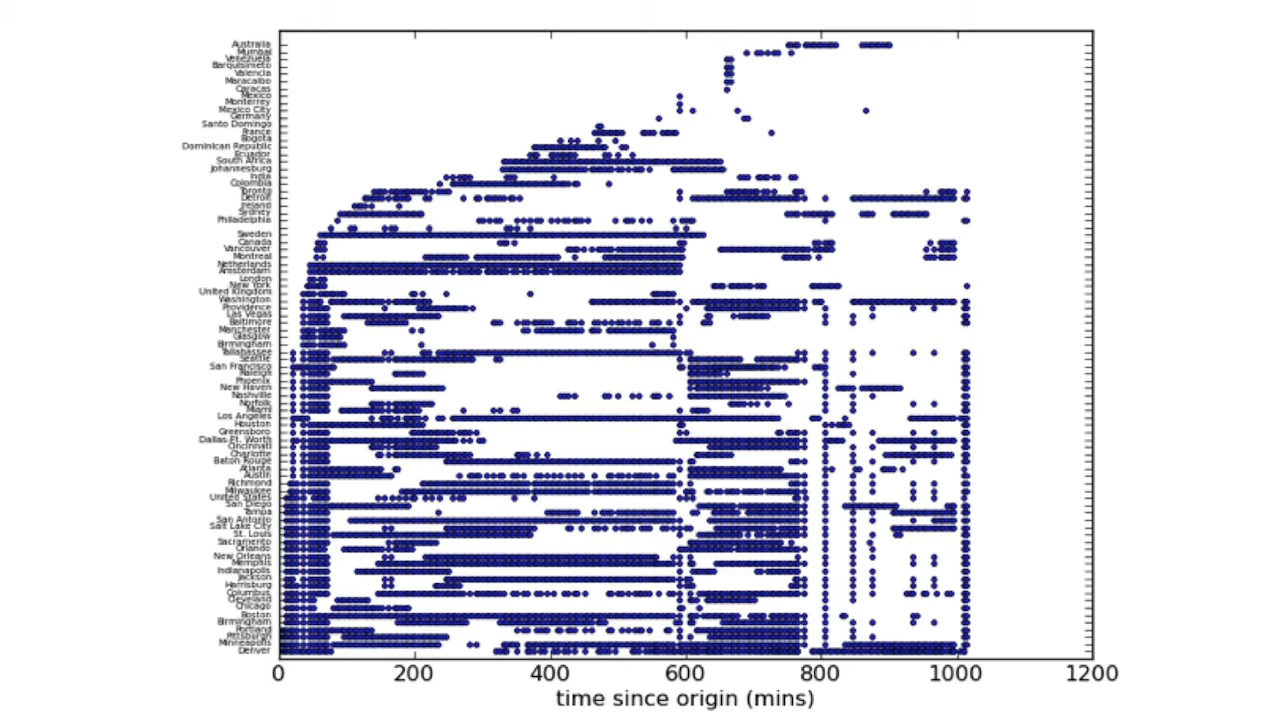 Australia
Mumbai
Venezuela
Barquisimeto
Valencia
Maracaibo
Caracas
Mexico
Monterrey
Mexico City
Germany
Santo Domingo
France
Bogota
Dominican Republic
Ecuador
South Africa
Johannesburg
India
Colombia
Toronto
Detroit
Ireland
Sydney
Philadelphia
Sweden
Canada
Vancouver
Montreal
Netherlands
Amsterdam
London
New York
United Kingdom
Washington
Providence
Las Vegas
Baltimore
Manchester
Glasgow
Birmingham
Tallahassee
Seattle
San Francisco
Raleigh
Phoenix
New Haven
Nashville
Norfolk
Miami
Los Angeles
Houston
Greensboro
Dallas-Ft. Worth
Cincinnati
Charlotte
Baton Rouge
Atlanta
Austin
Richmond
Milwaukee
United States
San Diego
Tampa
San Antonio
Salt Lake City
St. Louis
Sacramento
Orlando
New Orleans
Memphis
Indianapolis
Jackson
Harrisburg
Columbus
Cleveland
Chicago
Boston
Birmingham
Portland
Pittsburgh
Minneapolis
Denver
0 200 400 600 800 1000 1200
time since origin (mins)